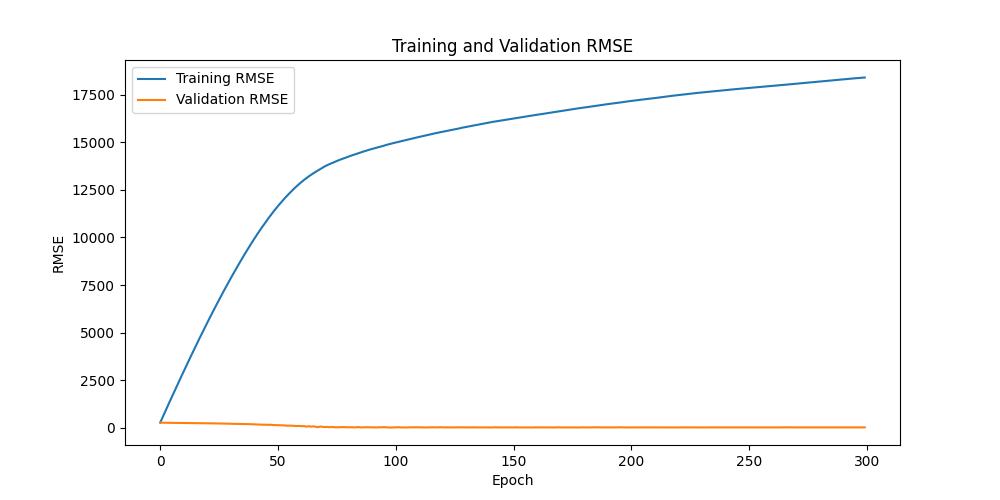 Training and Validation RMSE
Training RMSE
Validation RMSE
17500
15000
12500
10000
7500
5000
2500
0
RMSE
0 50 100 150 200 250 300
Epoch